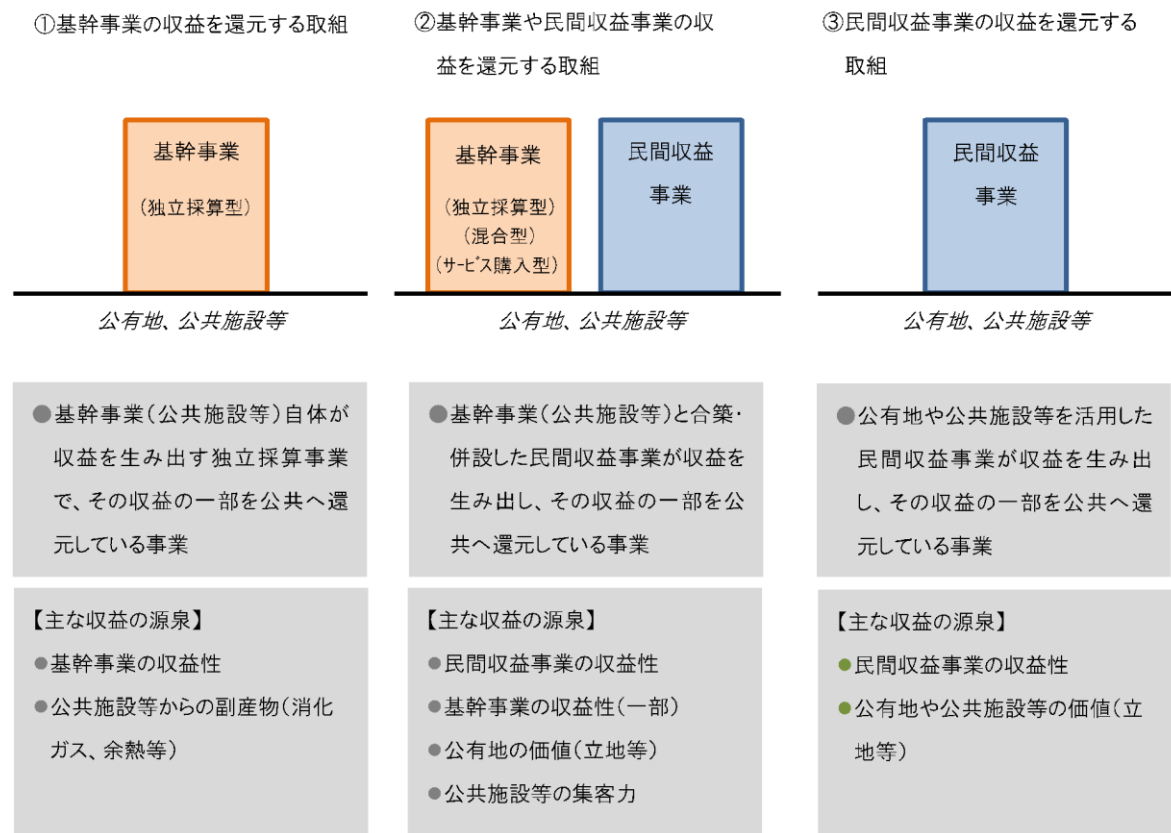 ①基幹事業の収益を還元する取組
②基幹事業や民間収益事業の収
益を還元する取組
③民間収益事業の収益を還元する
取組
基幹事業
（独立採算型）
基幹事業
（独立採算型）
（混合型）
（ｻｰﾋﾞｽ購入型）
民間収益
事業
民間収益
事業
公有地、公共施設等
公有地、公共施設等
公有地、公共施設等
●基幹事業（公共施設等）自体が
収益を生み出す独立採算事業
で、その収益の一部を公共へ還
元している事業
●基幹事業（公共施設等）と合築・
併設した民間収益事業が収益を
生み出し、その収益の一部を公
共へ還元している事業
●公有地や公共施設等を活用した
民間収益事業が収益を生み出
し、その収益の一部を公共へ還
元している事業
【主な収益の源泉】
●基幹事業の収益性
●公共施設等からの副産物（消化
ガス、余熱等）
【主な収益の源泉】
●民間収益事業の収益性
●基幹事業の収益性（一部）
●公有地の価値（立地等）
●公共施設等の集客力
【主な収益の源泉】
●民間収益事業の収益性
●公有地や公共施設等の価値（立
地等）